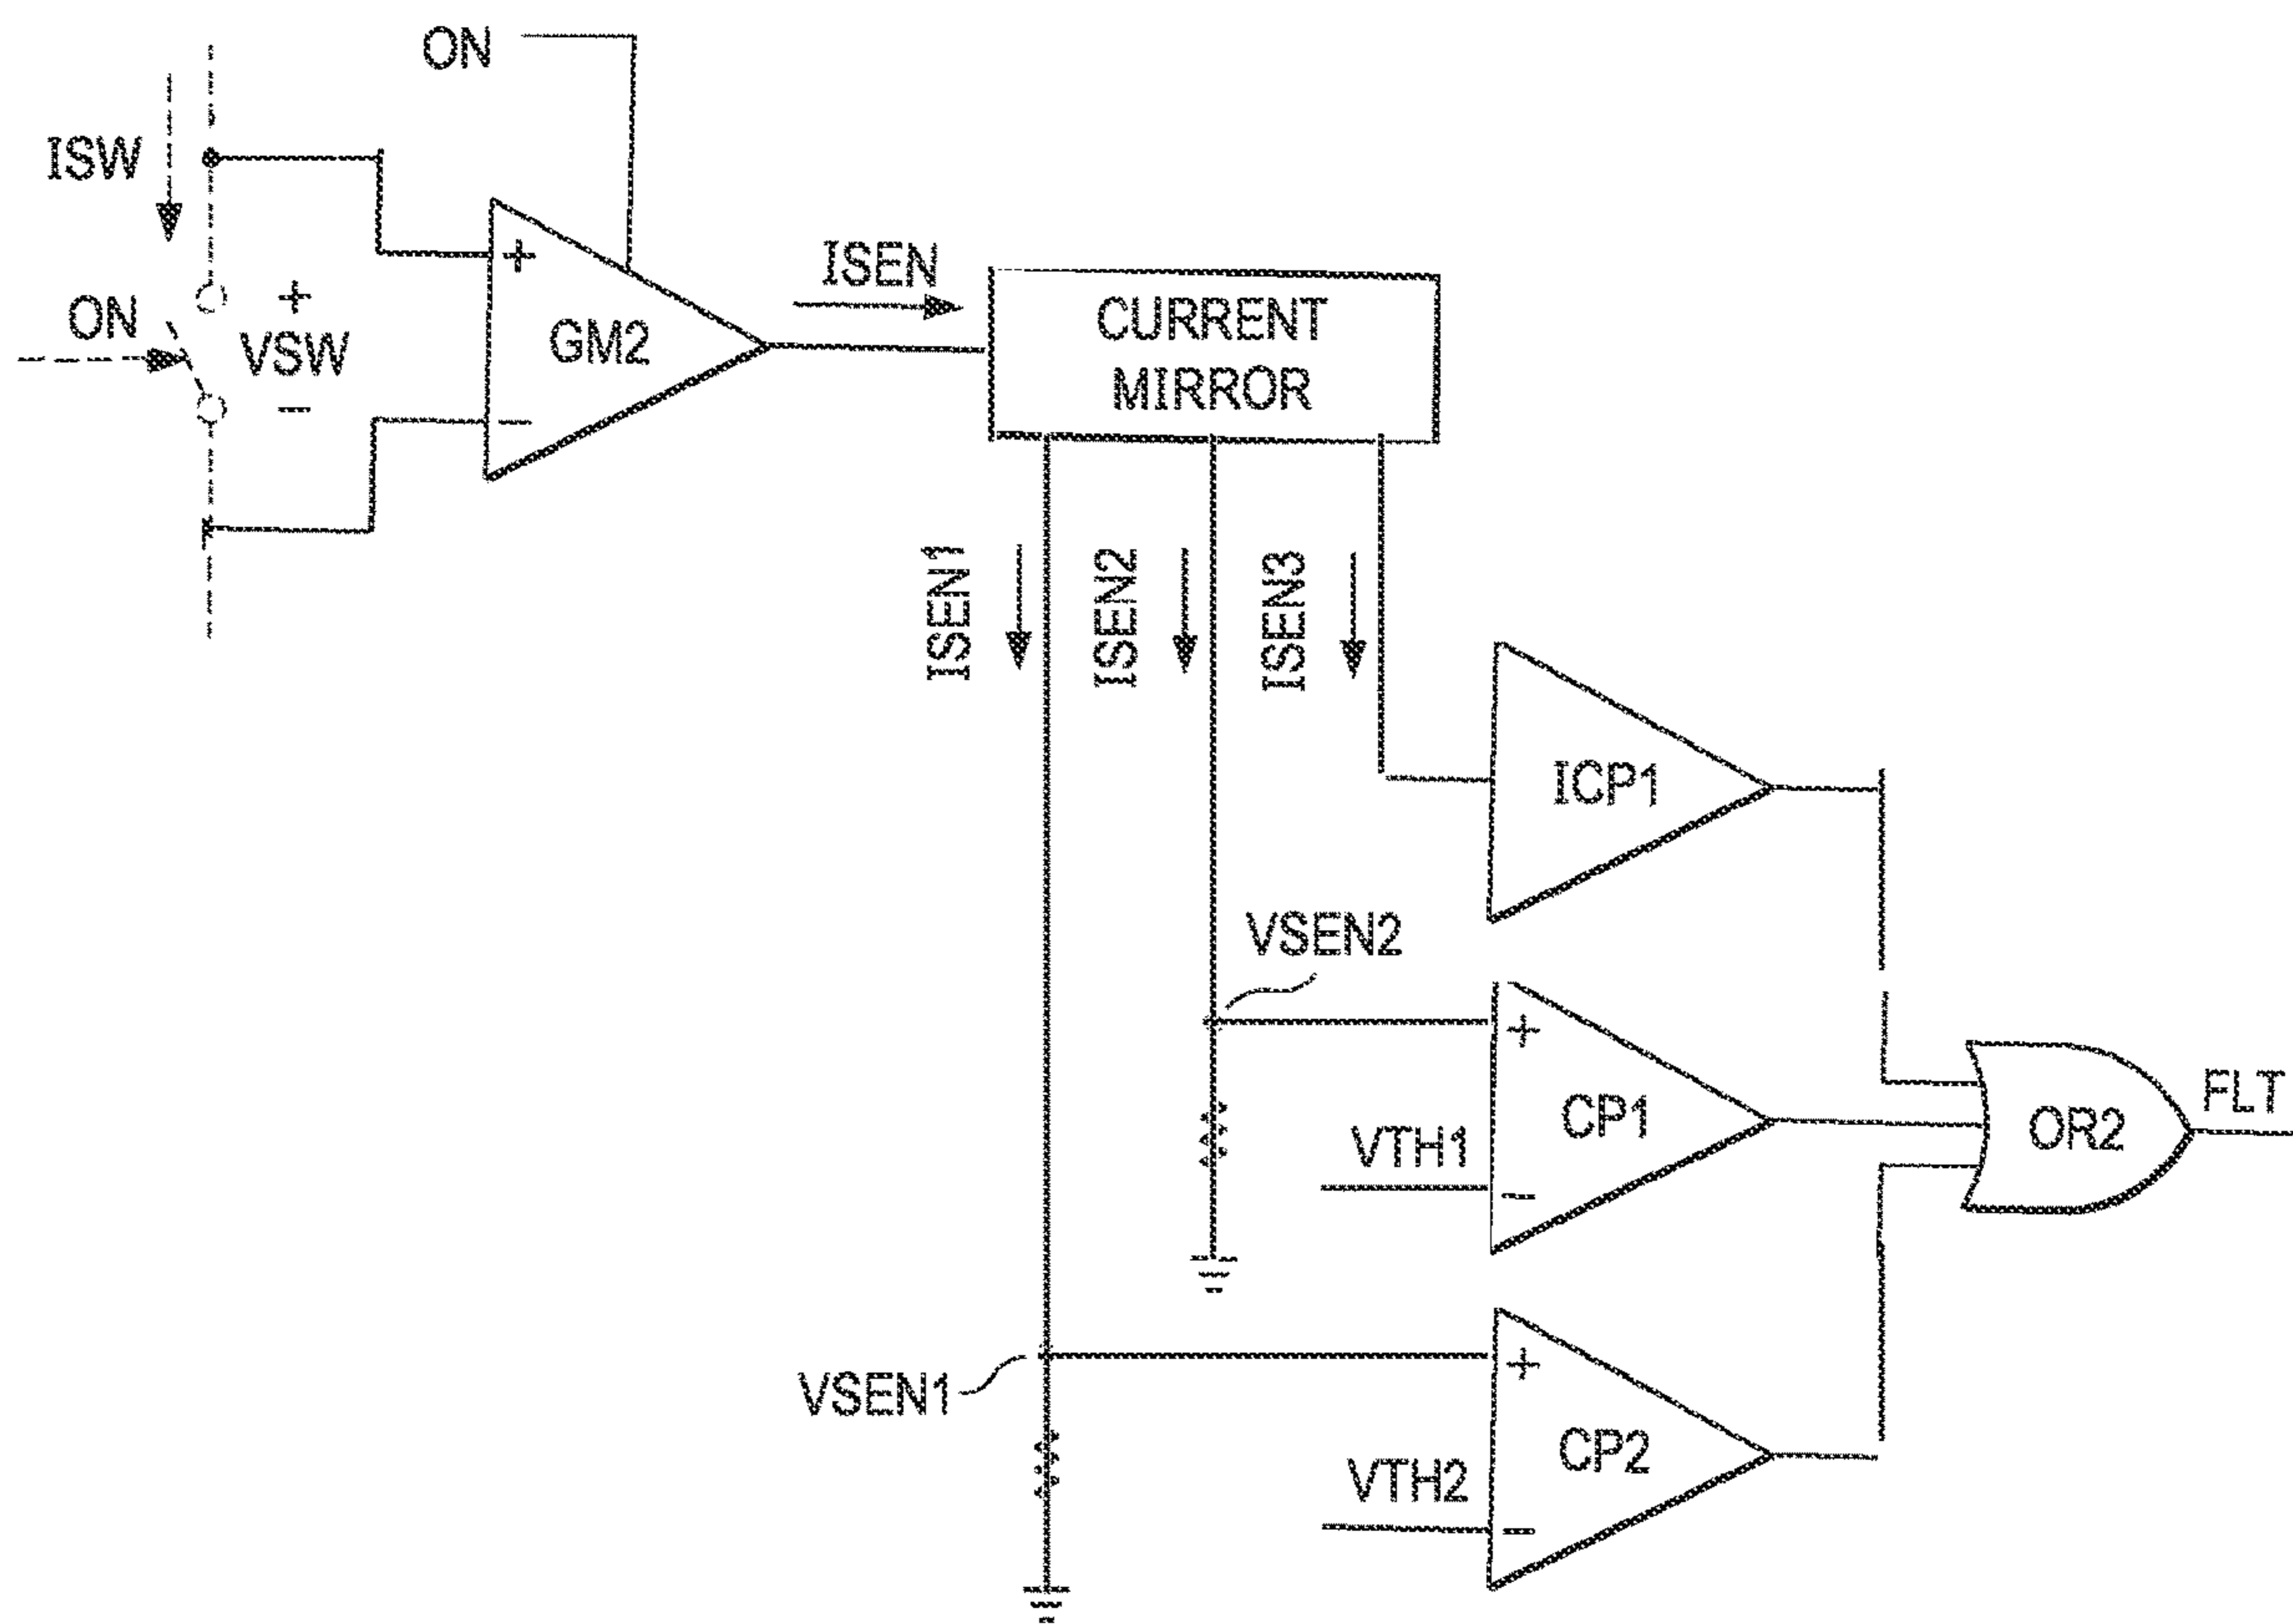 ON
ISW
+
ISEN
ON
+
VSW
−
GM2
−
CURRENT
MIRROR
ISEN1
ISEN2
ISEN3
ICP1
VSEN2
+
CP1
VTH1
−
OR2
FLT
VSEN1
+
CP2
VTH2
−